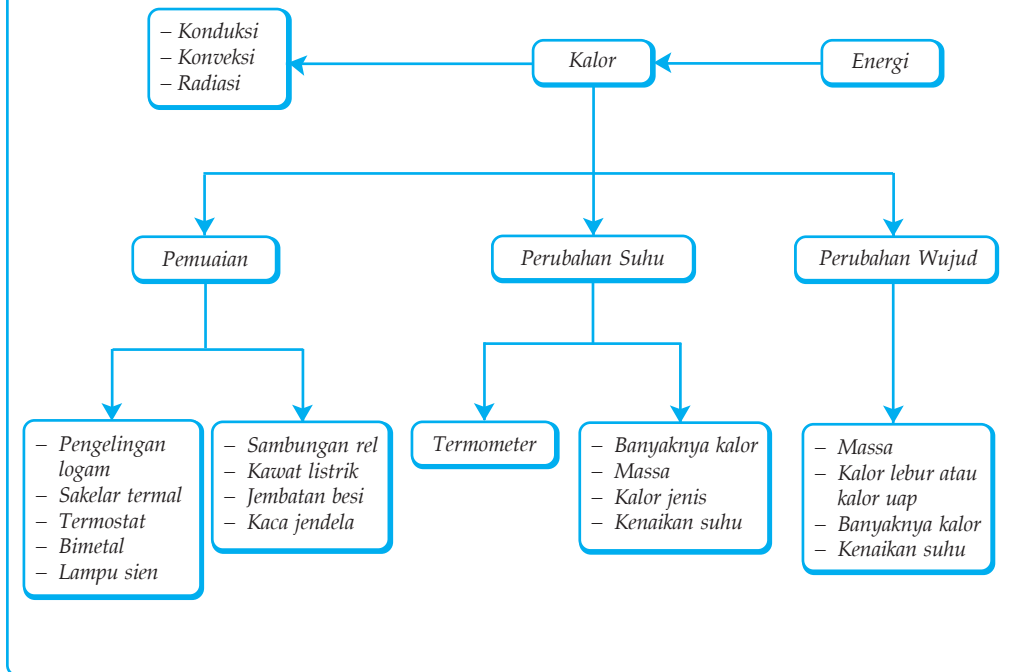 – Konduksi
– Konveksi
– Radiasi
Kalor
Energi
Pemuaian
Perubahan Suhu
Perubahan Wujud
– Pengelingan
logam
– Sakelar termal
– Termostat
– Bimetal
– Lampu sien
– Sambungan rel
– Kawat listrik
– Jembatan besi
– Kaca jendela
Termometer
– Banyaknya kalor
– Massa
– Kalor jenis
– Kenaikan suhu
– Massa
– Kalor lebur atau
kalor uap
– Banyaknya kalor
– Kenaikan suhu